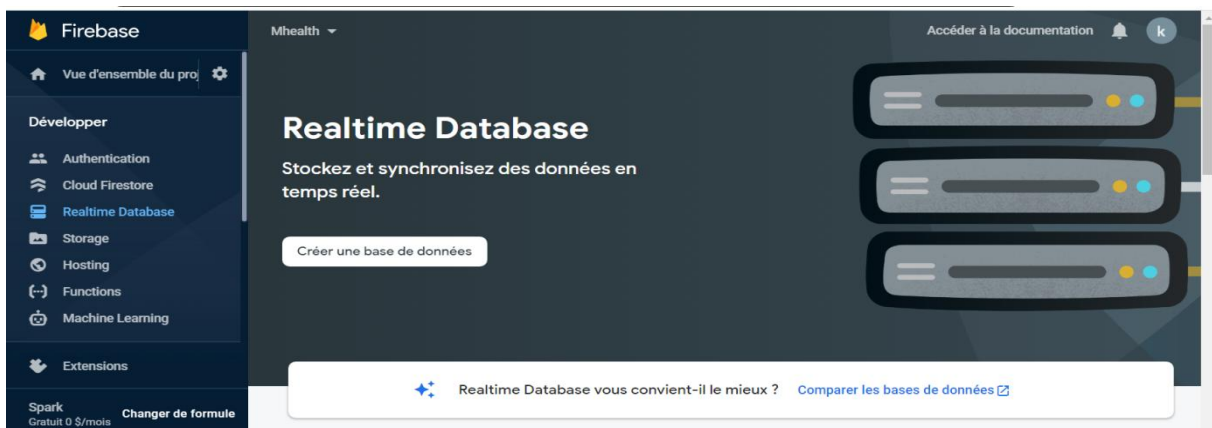 Firebase
Vue d'ensemble du proj
Développer
Authentication
Cloud Firestore
Realtime Database
Storage
Hosting
Functions
Machine Learning
Extensions
Spark
Gratuit 0 $/mois
Changer de formule
Mhealth
Accéder à la documentation
k
Realtime Database
Stockez et synchronisez des données en
temps réel.
Créer une base de données
Realtime Database vous convient-il le mieux ? Comparer les bases de données